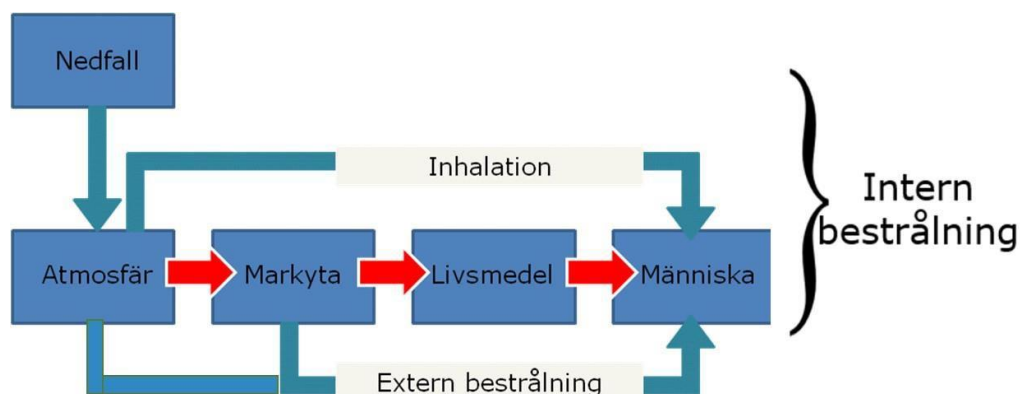 Nedfall
Inhalation
Atmosfär
Markyta
Livsmedel
Människa
Extern bestrålning
Intern
bestrålning